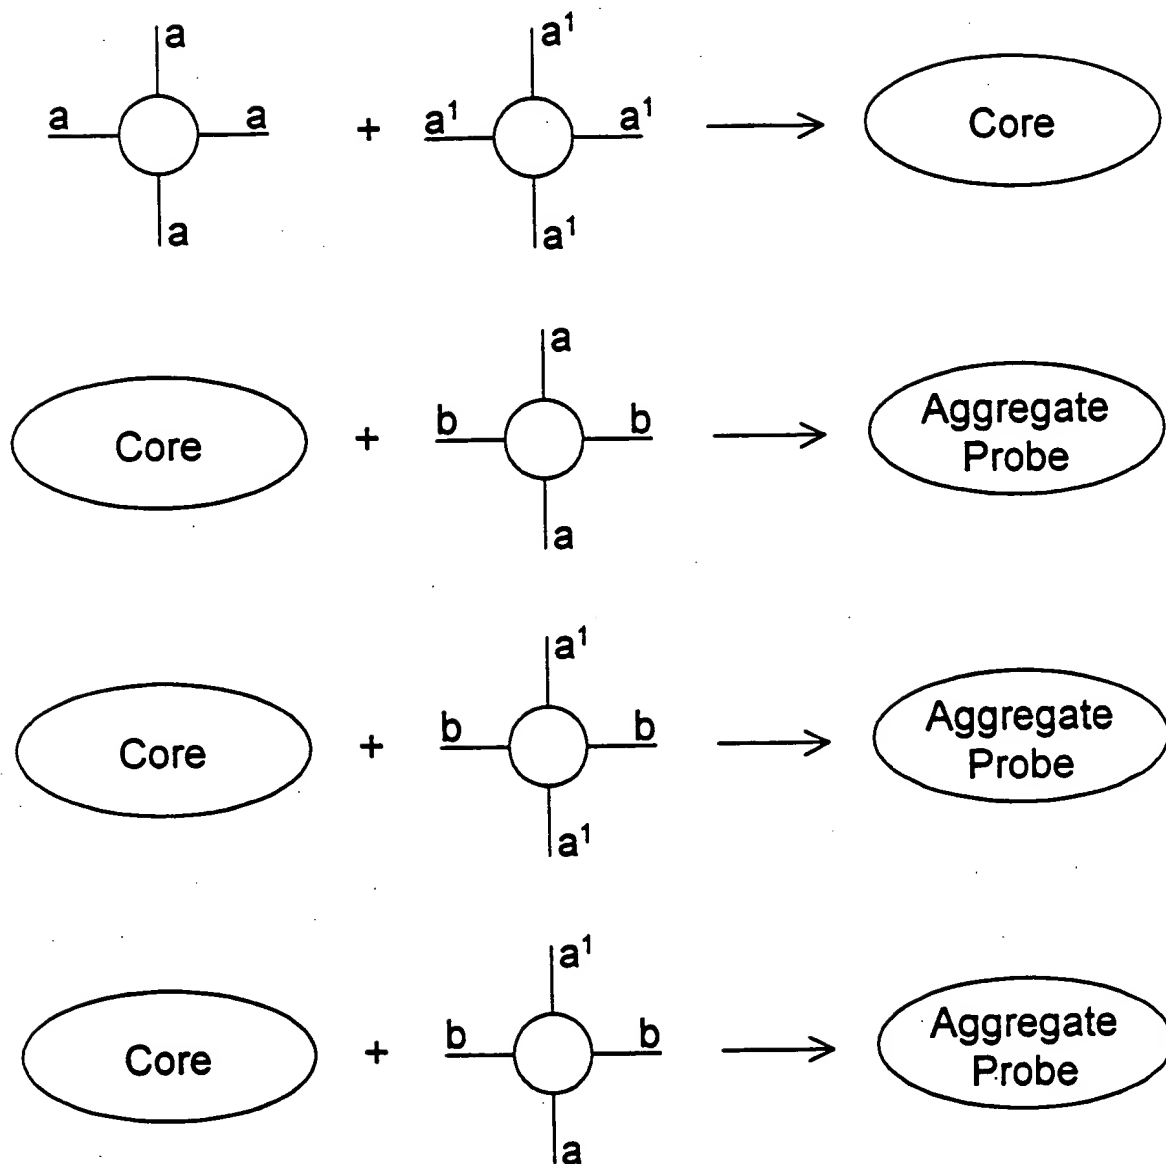 a
a a + a¹ a¹ Core
a
a¹
a¹
Core + b a b Aggregate
Probe
a
Core + b a¹ b Aggregate
Probe
a¹
Core + b a¹ b Aggregate
Probe
a